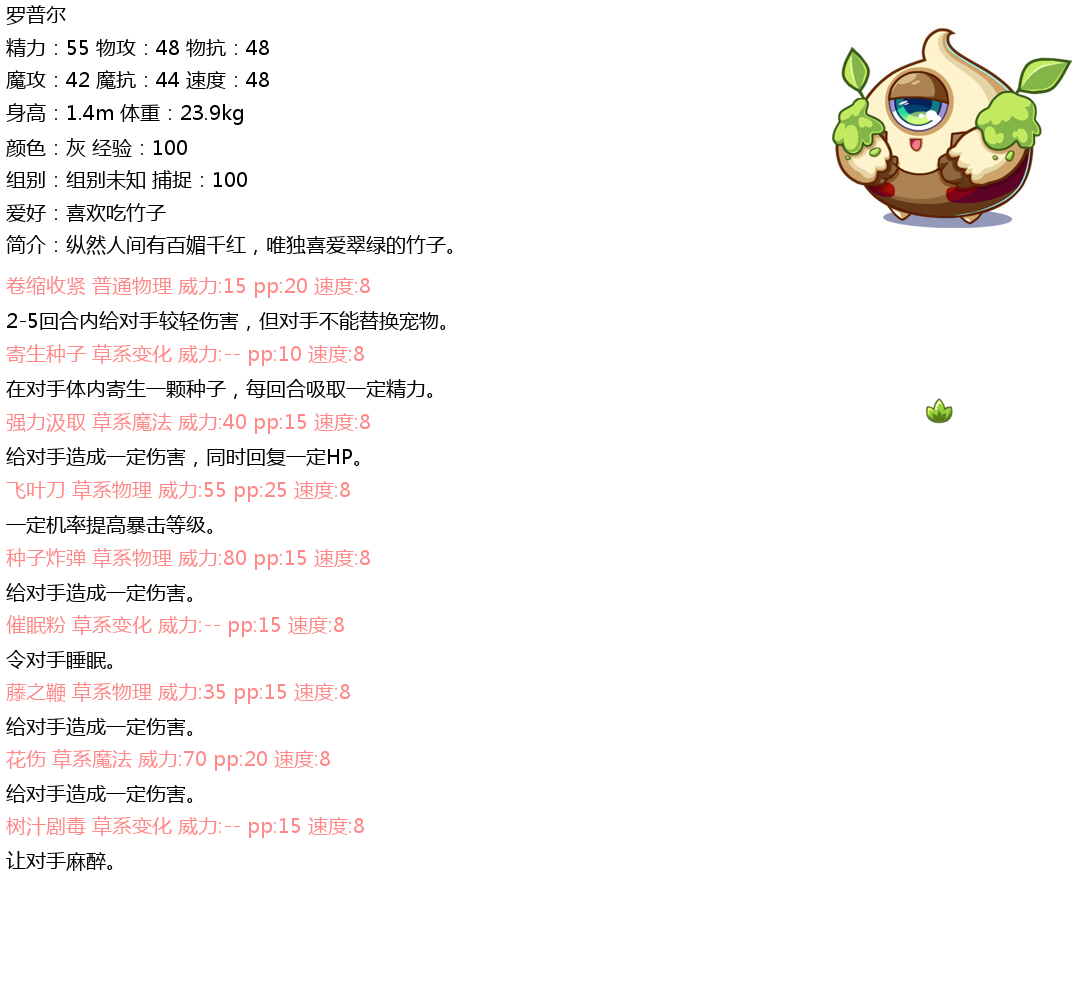 罗普尔
精力：55 物攻：48 物抗：48
魔攻：42 魔抗：44 速度：48
身高：1.4m 体重：23.9kg
颜色：灰 经验：100
组别：组别未知 捕捉：100
爱好：喜欢吃竹子
简介：纵然人间有百媚千红，唯独喜爱翠绿的竹子。
卷缩收紧 普通物理 威力:15 pp:20 速度:8
2-5回合内给对手较轻伤害，但对手不能替换宠物。
寄生种子 草系变化 威力:-- pp:10 速度:8
在对手体内寄生一颗种子，每回合吸取一定精力。
强力汲取 草系魔法 威力:40 pp:15 速度:8
给对手造成一定伤害，同时回复一定HP。
飞叶刀 草系物理 威力:55 pp:25 速度:8
一定机率提高暴击等级。
种子炸弹 草系物理 威力:80 pp:15 速度:8
给对手造成一定伤害。
催眠粉 草系变化 威力:-- pp:15 速度:8
令对手睡眠。
藤之鞭 草系物理 威力:35 pp:15 速度:8
给对手造成一定伤害。
花伤 草系魔法 威力:70 pp:20 速度:8
给对手造成一定伤害。
树汁剧毒 草系变化 威力:-- pp:15 速度:8
让对手麻醉。